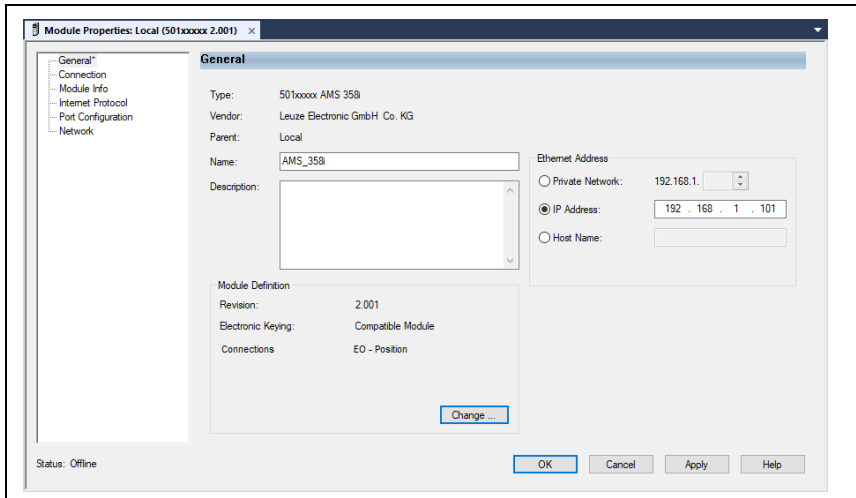 Module Properties: Local (501xxxxx 2.001) ×
General*
Connection
Module Info
Internet Protocol
Port Configuration
Network
General
Type: 501xxxxx AMS 358i
Vendor: Leuze Electronic GmbH Co. KG
Parent: Local
Name: AMS_358i
Description:
Ethernet Address
Private Network: 192.168.1.
IP Address: 192 . 168 . 1 . 101
Host Name:
Module Definition
Revision: 2.001
Electronic Keying: Compatible Module
Connections EO - Position
Change ...
Status: Offline
OK Cancel Apply Help